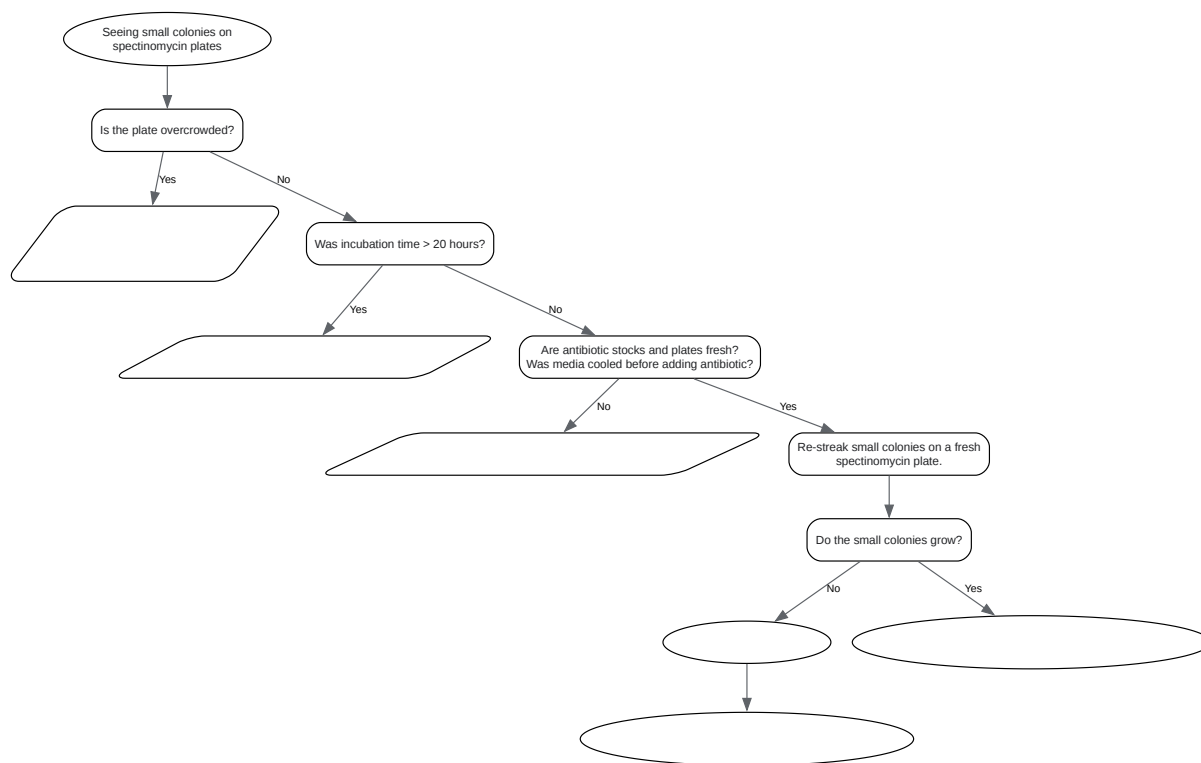 Seeing small colonies on
spectinomycin plates
Is the plate overcrowded?
Yes
No
Was incubation time > 20 hours?
Yes
No
Are antibiotic stocks and plates fresh?
Was media cooled before adding antibiotic?
No
Yes
Re-streak small colonies on a fresh
spectinomycin plate.
Do the small colonies grow?
No
Yes